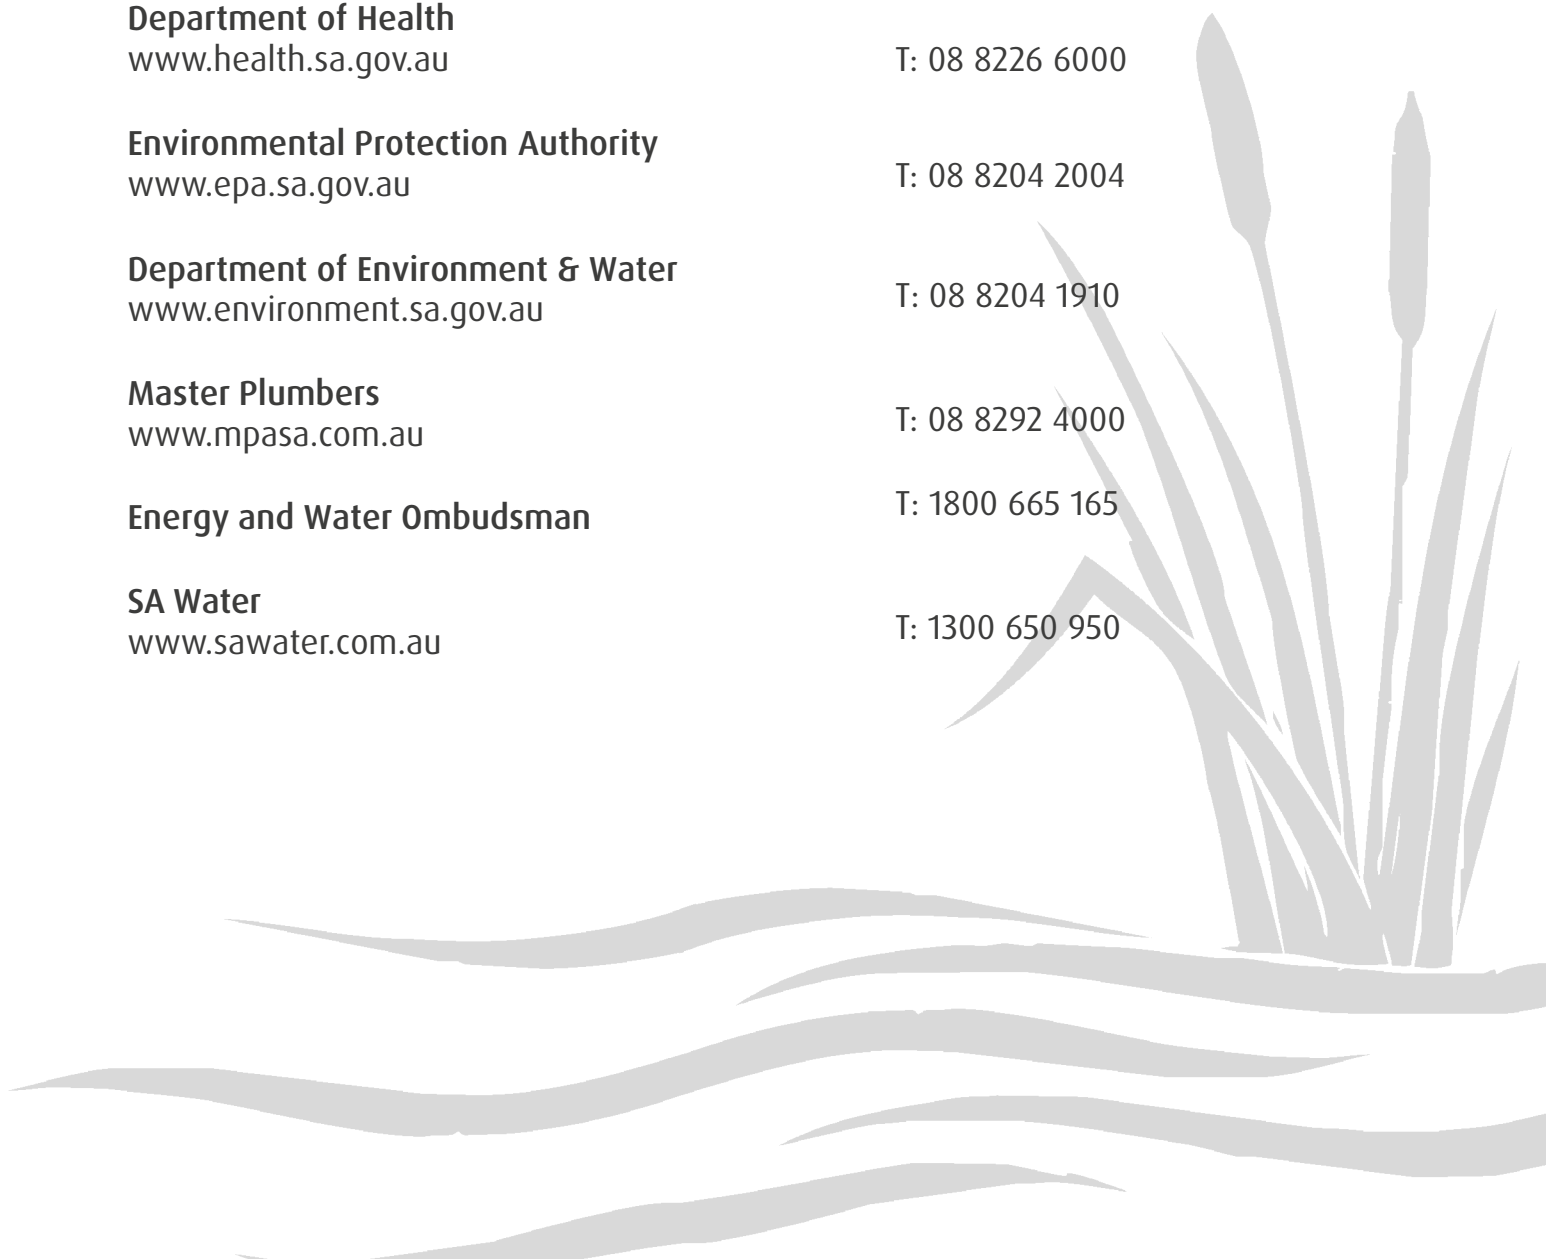 Department of Health
www.health.sa.gov.au
T: 08 8226 6000
Environmental Protection Authority
www.epa.sa.gov.au
T: 08 8204 2004
Department of Environment & Water
www.environment.sa.gov.au
T: 08 8204 1910
Master Plumbers
www.mpasa.com.au
T: 08 8292 4000
Energy and Water Ombudsman
T: 1800 665 165
SA Water
www.sawater.com.au
T: 1300 650 950